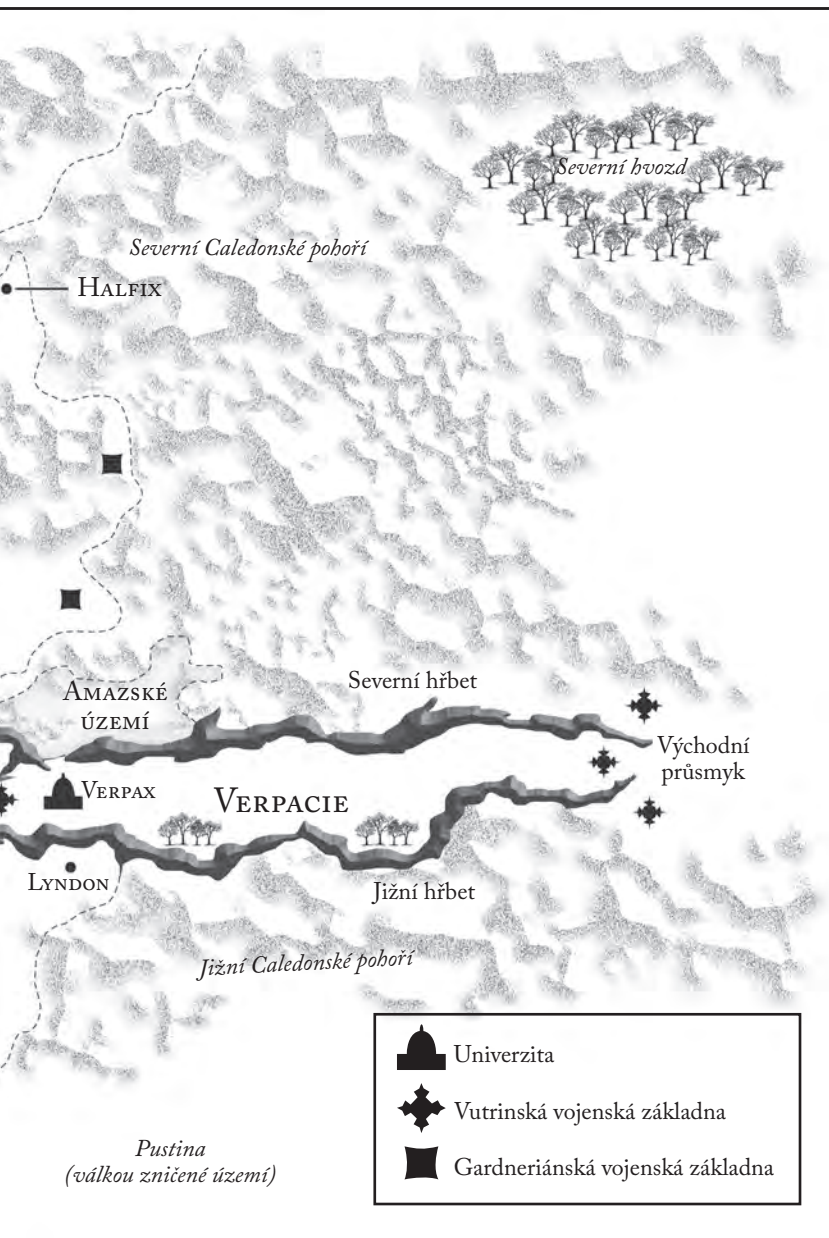 Severní hvozd
Severní Caledonské pohoří
Halfix
Severní hřbet
Amazské
území
Východní
průsmyk
Verpax
Verpacie
Lyndon
Jižní hřbet
Jižní Caledonské pohoří
Univerzita
Vutrinská vojenská základna
Gardneriánská vojenská základna
Pustina
(válkou zničené území)